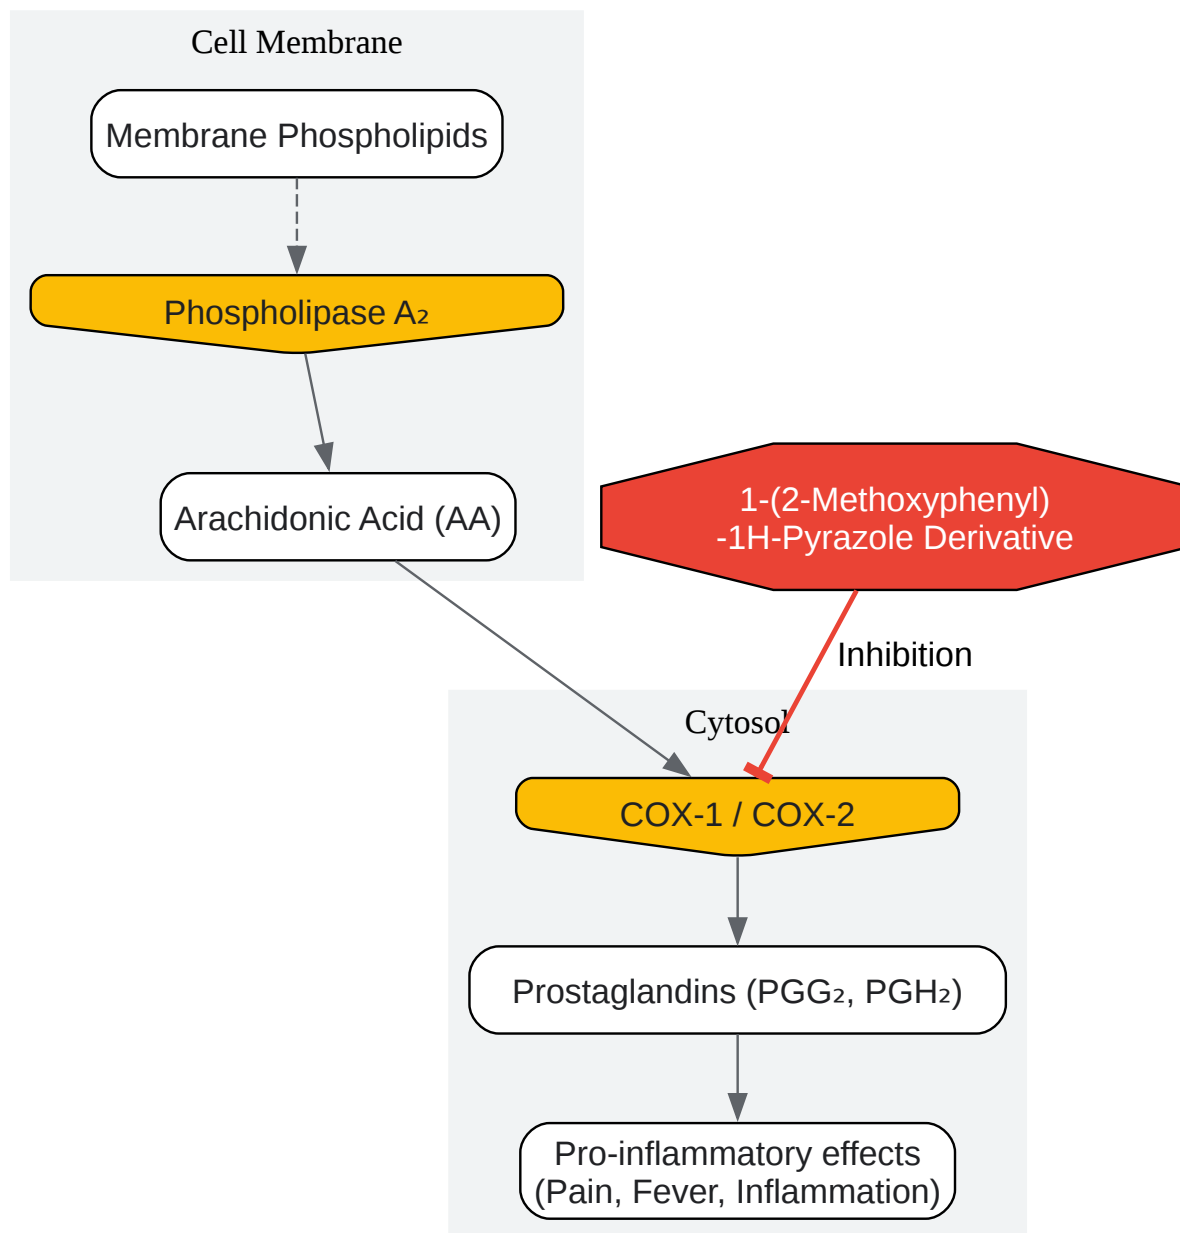 Cell Membrane
Membrane Phospholipids
Phospholipase A₂
Arachidonic Acid (AA)
1-(2-Methoxyphenyl)
-1H-Pyrazole Derivative
Inhibition
Cytosol
COX-1 / COX-2
Prostaglandins (PGG₂, PGH₂)
Pro-inflammatory effects
(Pain, Fever, Inflammation)